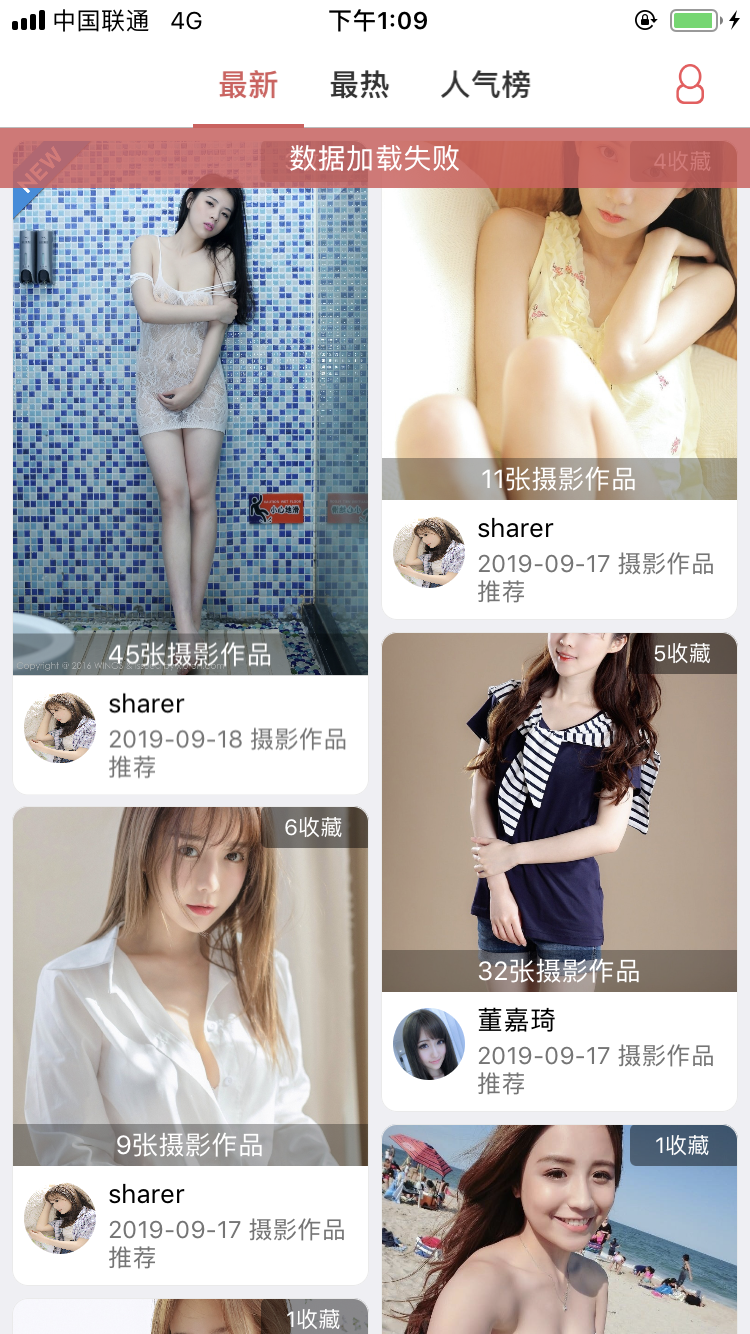 中国联通 4G 下午1:09
最新 最热 人气榜
数据加载失败
NEW
4收藏
小心地滑
45张摄影作品
sharer
2019-09-18 摄影作品
推荐
11张摄影作品
sharer
2019-09-17 摄影作品
推荐
6收藏
9张摄影作品
sharer
2019-09-17 摄影作品
推荐
5收藏
32张摄影作品
董嘉琦
2019-09-17 摄影作品
推荐
1收藏
1收藏